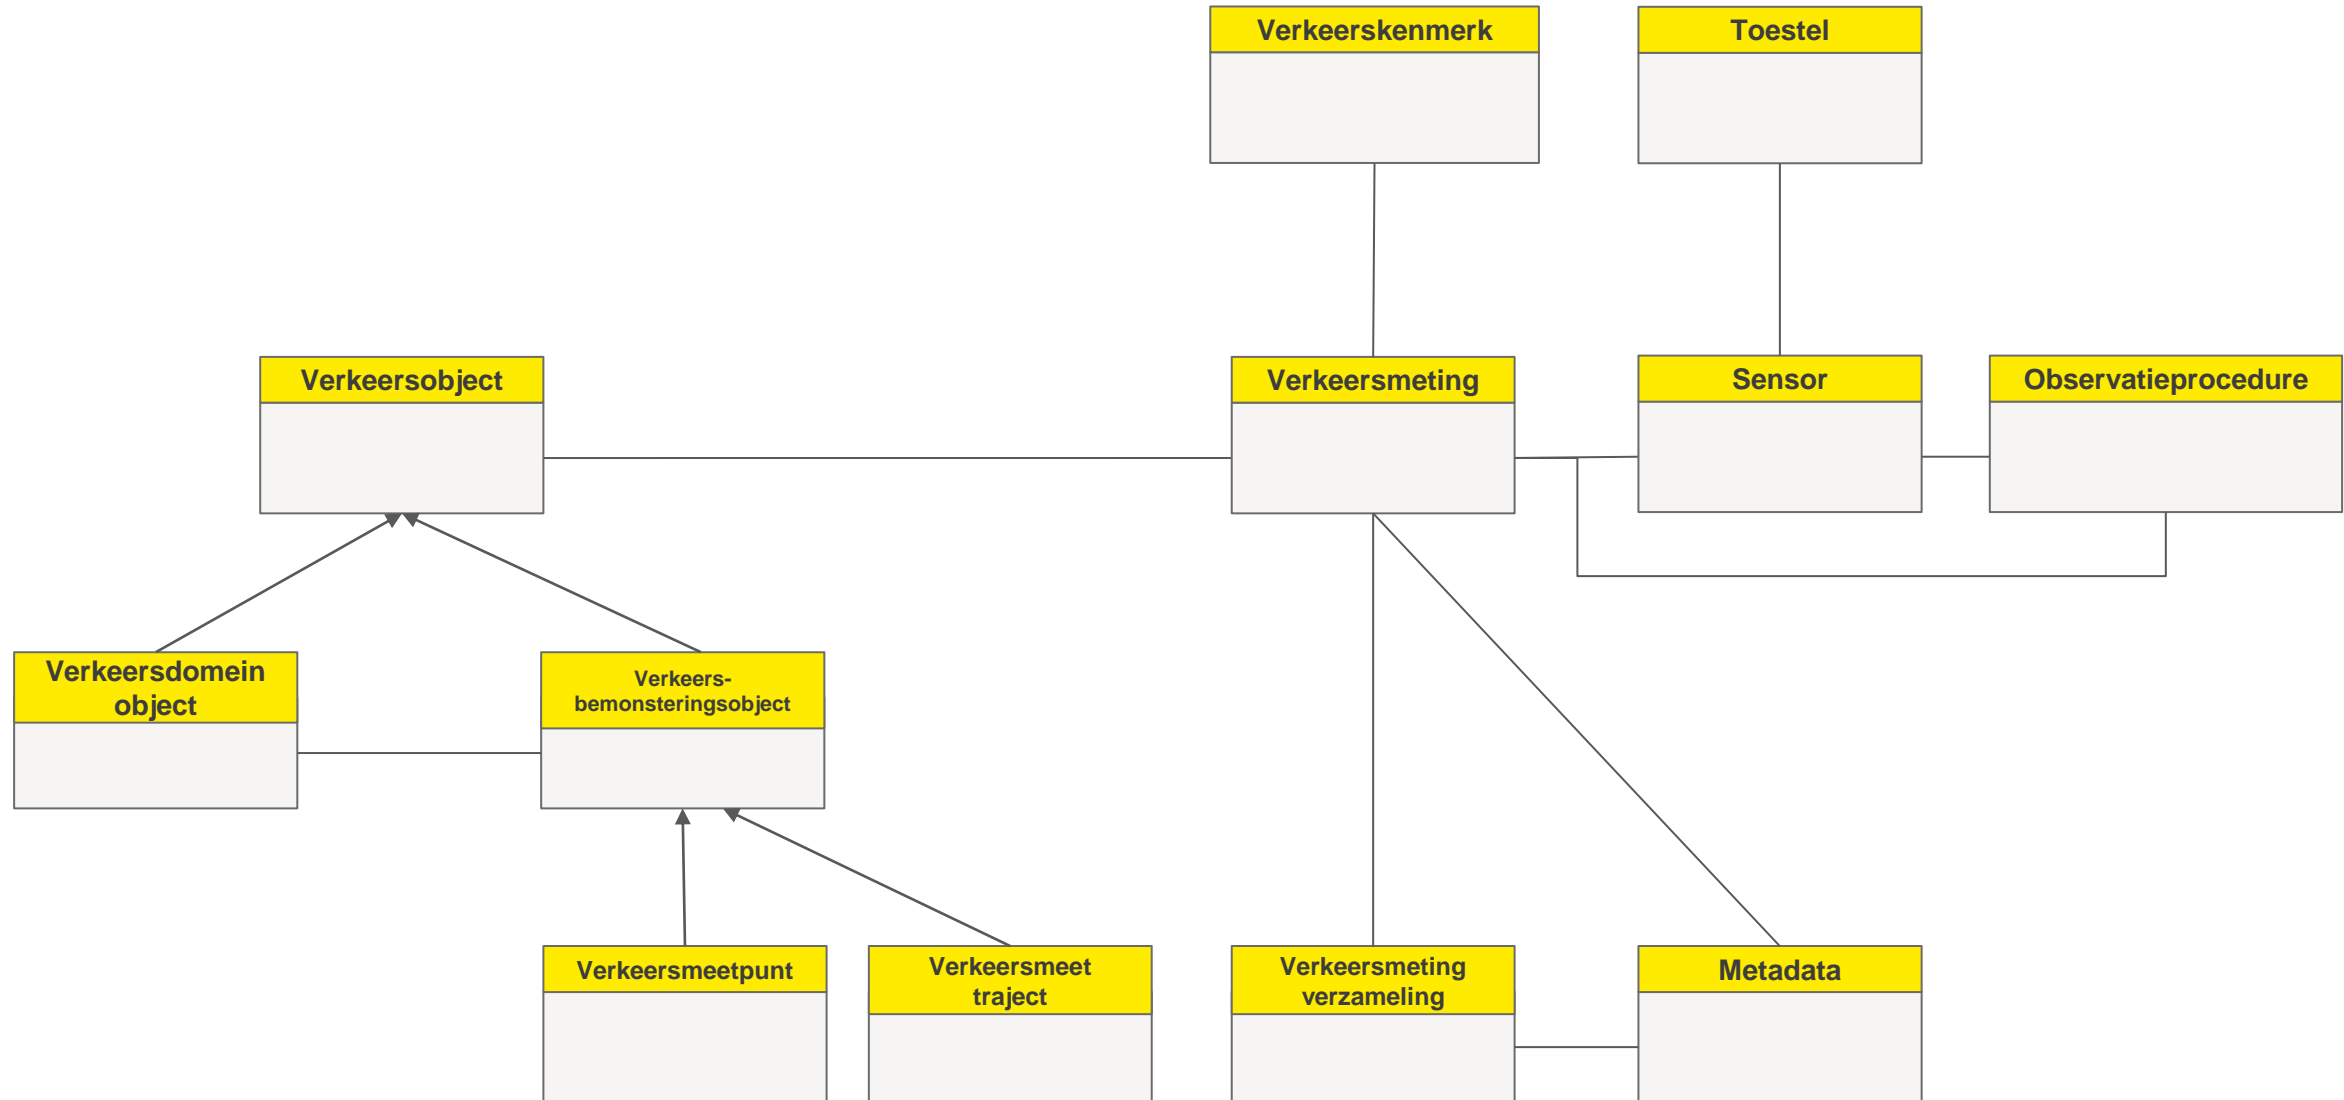 Verkeerskenmerk
Toestel
Verkeersobject
Verkeersmeting
Sensor
Observatieprocedure
Verkeersdomein
object
Verkeers-
bemonsteringsobject
Verkeersmeetpunt
Verkeersmeet
traject
Verkeersmeting
verzameling
Metadata